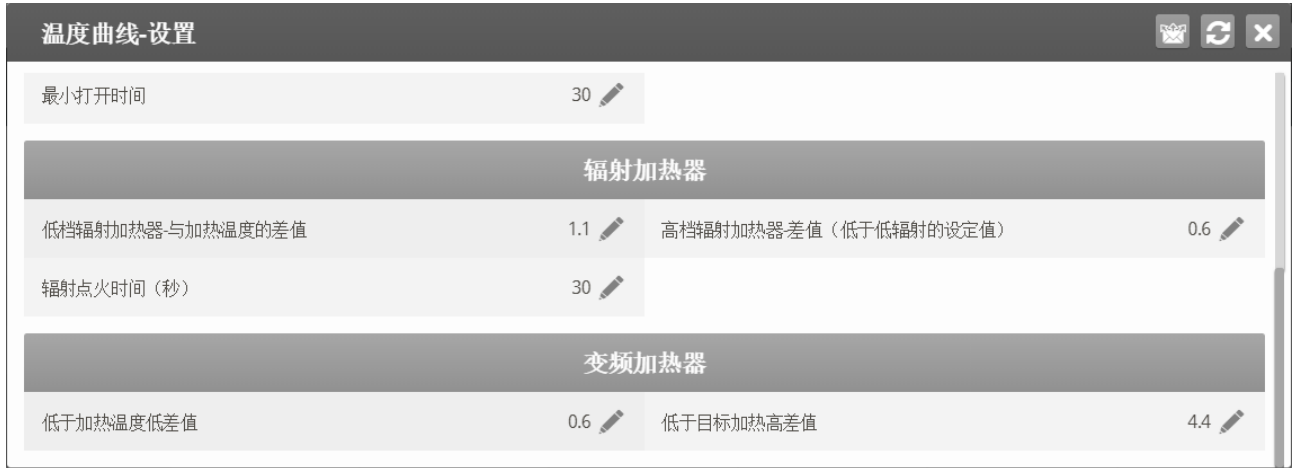 温度曲线-设置
最小打开时间 30
辐射加热器
低档辐射加热器-与加热温度的差值 1.1 高档辐射加热器-差值（低于低辐射的设定值） 0.6
辐射点火时间（秒） 30
变频加热器
低于加热温度低差值 0.6 低于目标加热高差值 4.4